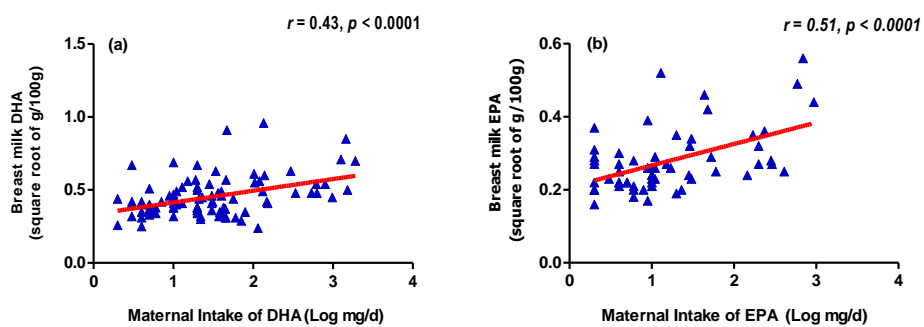 r = 0.43, p < 0.0001
(a)
Breast milk DHA
(square root of g/100g)
1.5
1.0
0.5
0.0
0
1
2
3
4
Maternal Intake of DHA (Log mg/d)
r = 0.51, p < 0.0001
(b)
Breast milk EPA
(square root of g/100g)
0.6
0.4
0.2
0.0
0
1
2
3
4
Maternal Intake of EPA (Log mg/d)